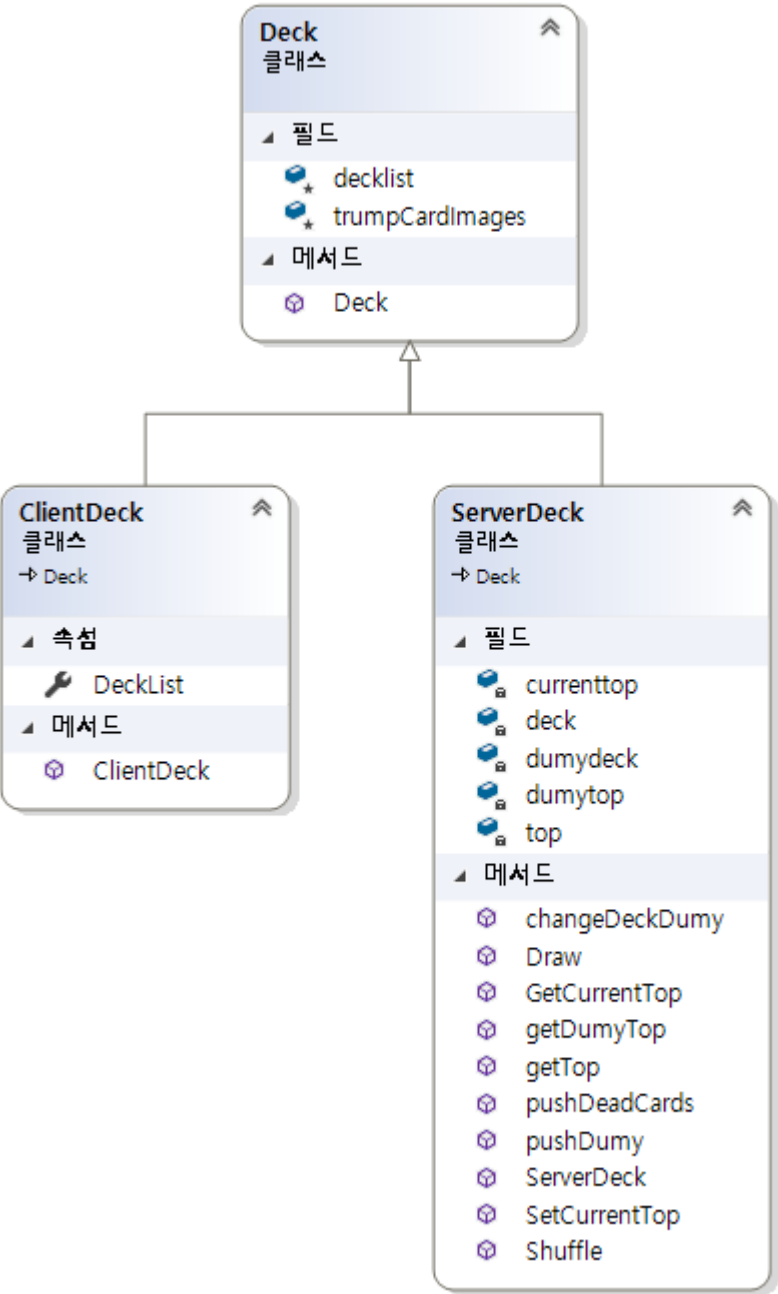 Deck
클래스
필드
decklist
trumpCardImages
메서드
Deck
ClientDeck
클래스
Deck
속성
DeckList
메서드
ClientDeck
ServerDeck
클래스
Deck
필드
currenttop
deck
dumydeck
dumytop
top
메서드
changeDeckDumy
Draw
GetCurrentTop
getDumyTop
getTop
pushDeadCards
pushDumy
ServerDeck
SetCurrentTop
Shuffle